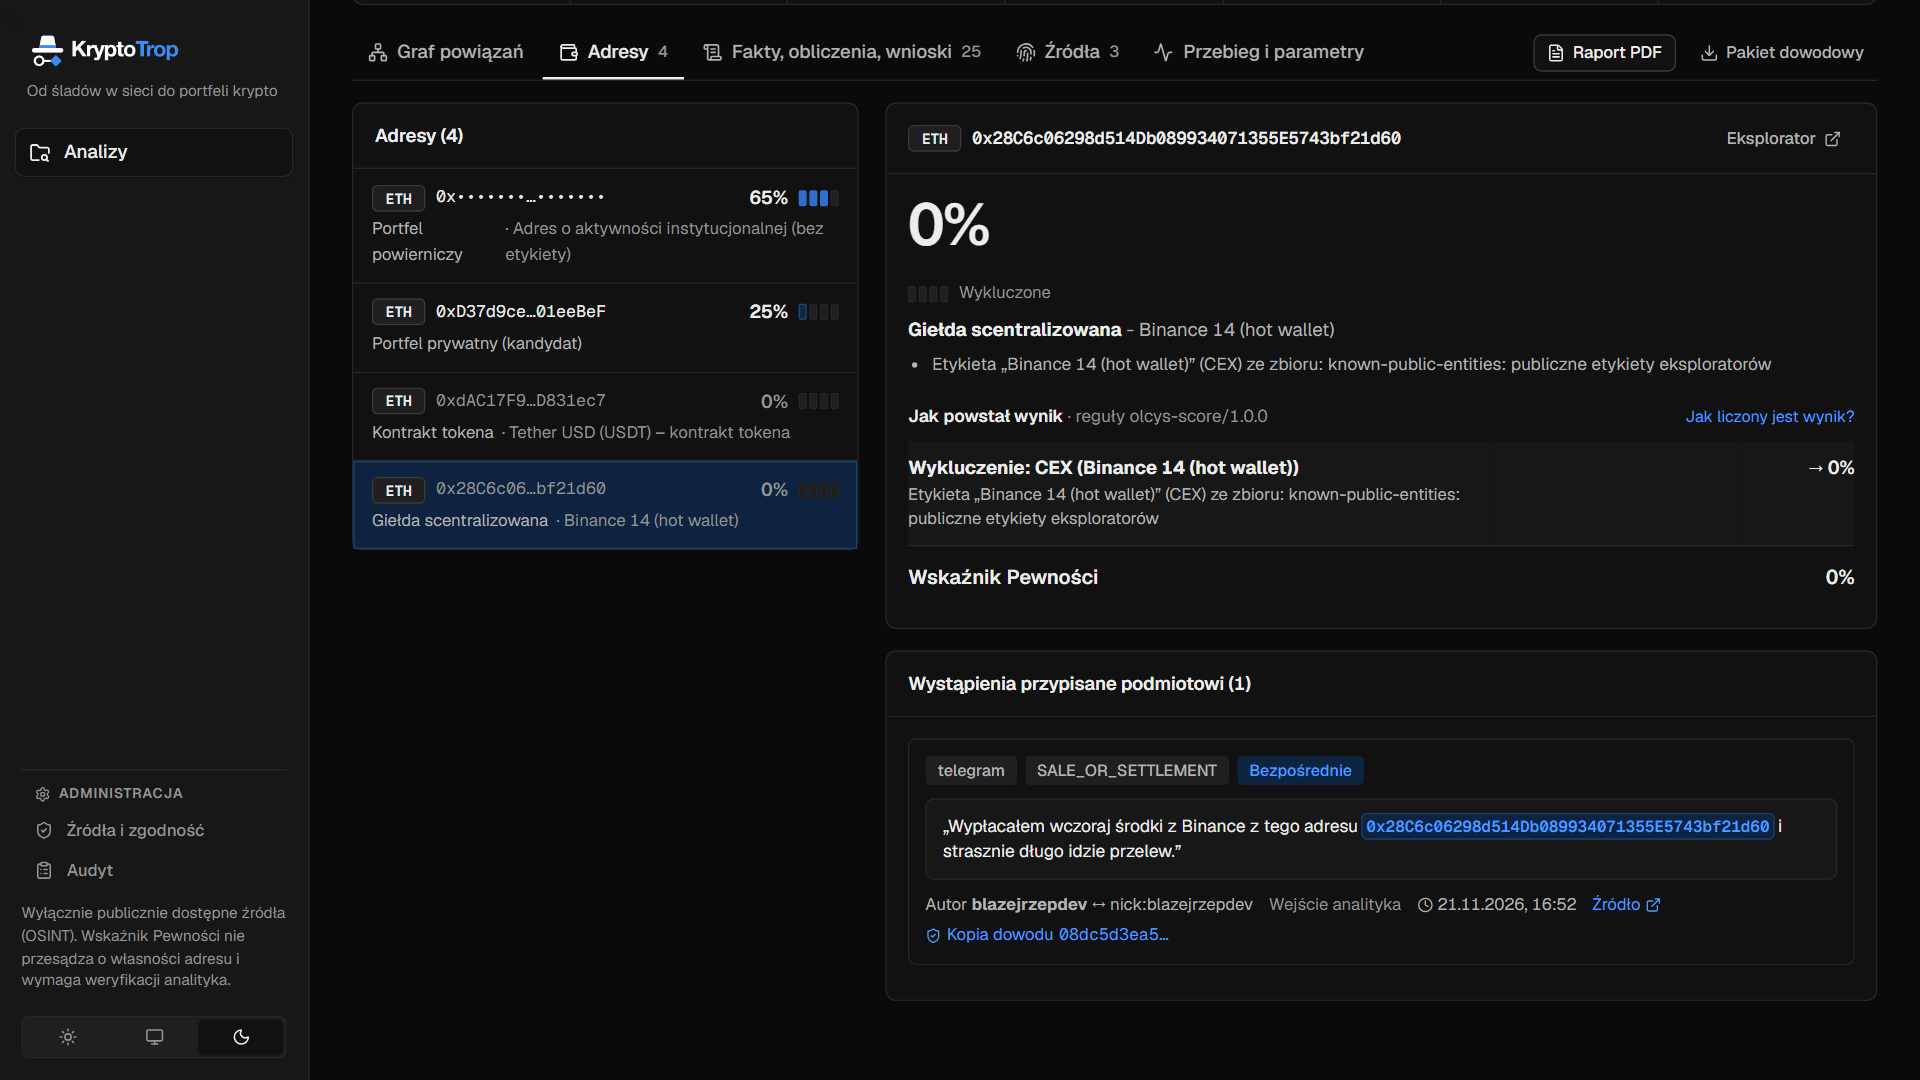 KryptoTrop
Od śladów w sieci do portfeli krypto
Analizy
ADMINISTRACJA
Źródła i zgodność
Audyt
Wyłącznie publicznie dostępne źródła
(OSINT). Wskaźnik Pewności nie
przesądza o własności adresu i
wymaga weryfikacji analityka.
Graf powiązań
Adresy 4
Fakty, obliczenia, wnioski 25
Źródła 3
Przebieg i parametry
Raport PDF
Pakiet dowodowy
Adresy (4)
ETH 0x•••••••…••••••• 65%
Portfel powierniczy · Adres o aktywności instytucjonalnej (bez etykiety)
ETH 0xD37d9ce…01eeBeF 25%
Portfel prywatny (kandydat)
ETH 0xdAC17F9…D831ec7 0%
Kontrakt tokena · Tether USD (USDT) – kontrakt tokena
ETH 0x28C6c06…bf21d60 0%
Giełda scentralizowana · Binance 14 (hot wallet)
ETH 0x28C6c06298d514Db089934071355E5743bf21d60 Eksplorator
0%
Wykluczone
Giełda scentralizowana - Binance 14 (hot wallet)
• Etykieta „Binance 14 (hot wallet)” (CEX) ze zbioru: known-public-entities: publiczne etykiety eksploratorów
Jak powstał wynik · reguły olcys-score/1.0.0 Jak liczony jest wynik?
Wykluczenie: CEX (Binance 14 (hot wallet)) → 0%
Etykieta „Binance 14 (hot wallet)” (CEX) ze zbioru: known-public-entities:
publiczne etykiety eksploratorów
Wskaźnik Pewności 0%
Wystąpienia przypisane podmiotowi (1)
telegram SALE_OR_SETTLEMENT Bezpośrednie
„Wypłacałem wczoraj środki z Binance z tego adresu 0x28C6c06298d514Db089934071355E5743bf21d60 i
strasznie długo idzie przelew.”
Autor blazejrzepdev ↔ nick:blazejrzepdev Wejście analityka 21.11.2026, 16:52 Źródło
Kopia dowodu 08dc5d3ea5…